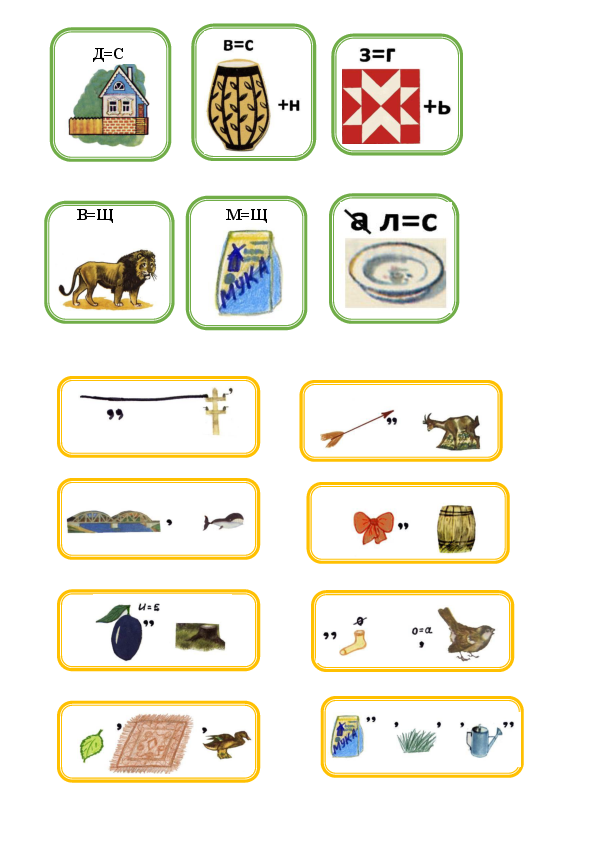 Д=С
в=с
+н
з=г
+ь
В=Щ
М=Щ
МУКА
а л=с
,,
,
,,
,
,,
и=Б
,,
,,
о
о=а
,
,
,
МУКА
,,
,
,
,
,,